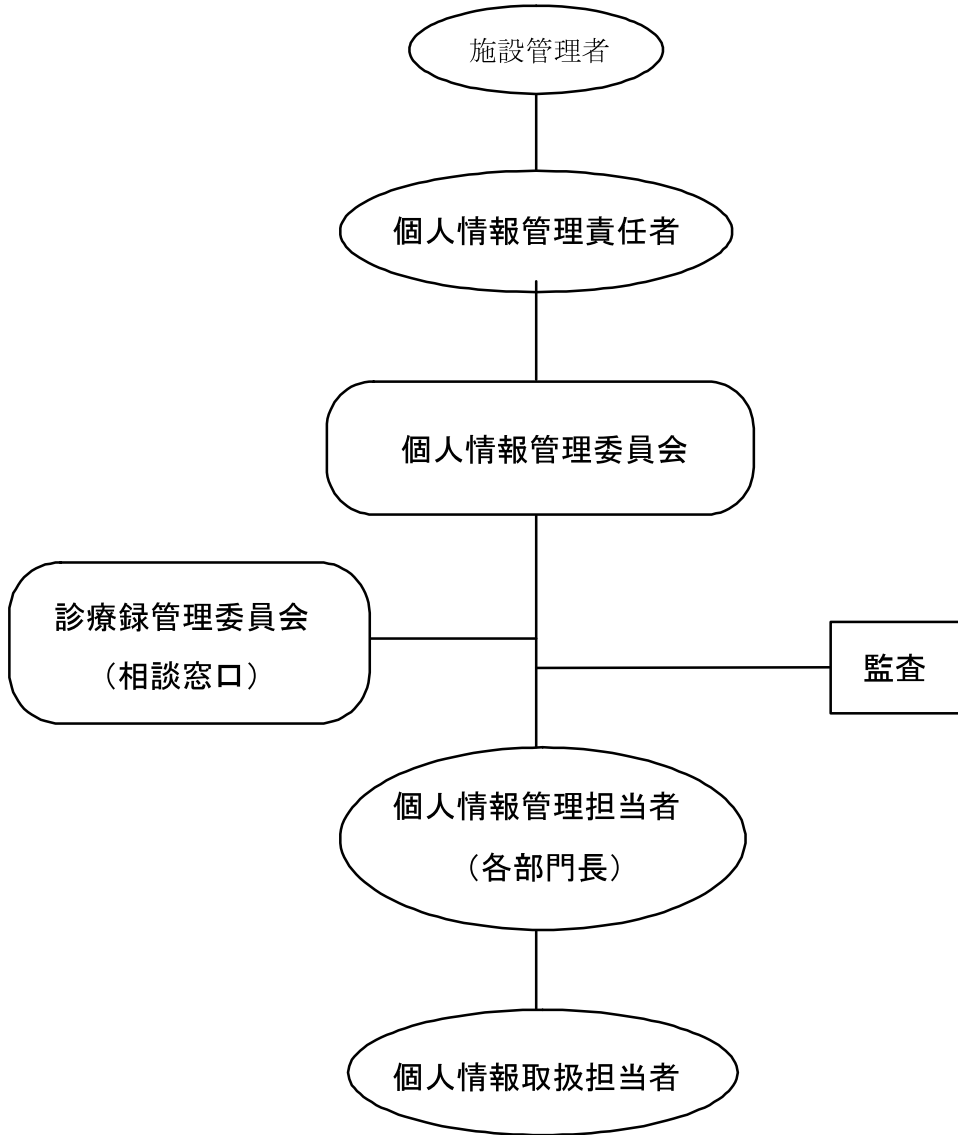 施設管理者
個人情報管理責任者
個人情報管理委員会
診療録管理委員会
（相談窓口）
監査
個人情報管理担当者
（各部門長）
個人情報取扱担当者